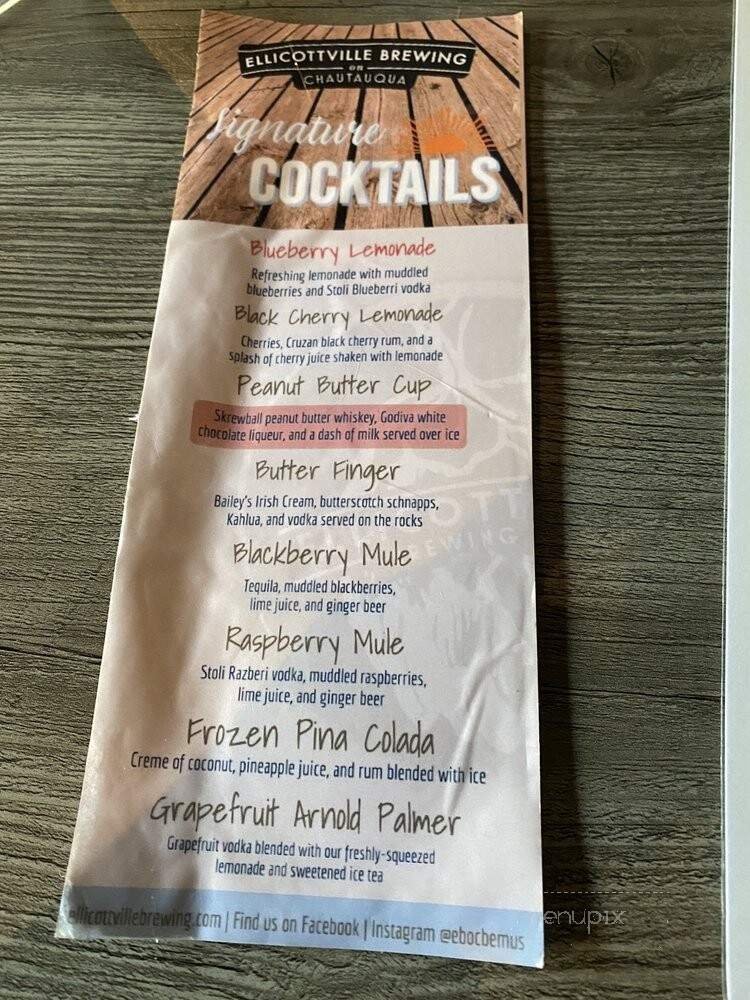 ELLICOTTVILLE BREWING
ON
CHAUTAUQUA
Signature
COCKTAILS
Blueberry Lemonade
Refreshing lemonade with muddled
blueberries and Stoli Blueberri vodka
Black Cherry Lemonade
Cherries, Cruzan black cherry rum, and a
splash of cherry juice shaken with lemonade
Peanut Butter Cup
Skrewball peanut butter whiskey, Godiva white
chocolate liqueur, and a dash of milk served over ice
Butter Finger
Bailey's Irish Cream, butterscotch schnapps,
Kahlua, and vodka served on the rocks
Blackberry Mule
Tequila, muddled blackberries,
lime juice, and ginger beer
Raspberry Mule
Stoli Razberi vodka, muddled raspberries,
lime juice, and ginger beer
Frozen Pina Colada
Creme of coconut, pineapple juice, and rum blended with ice
Grapefruit Arnold Palmer
Grapefruit vodka blended with our freshly-squeezed
lemonade and sweetened ice tea
ellicottvillebrewing.com | Find us on Facebook | Instagram @ebocbemus